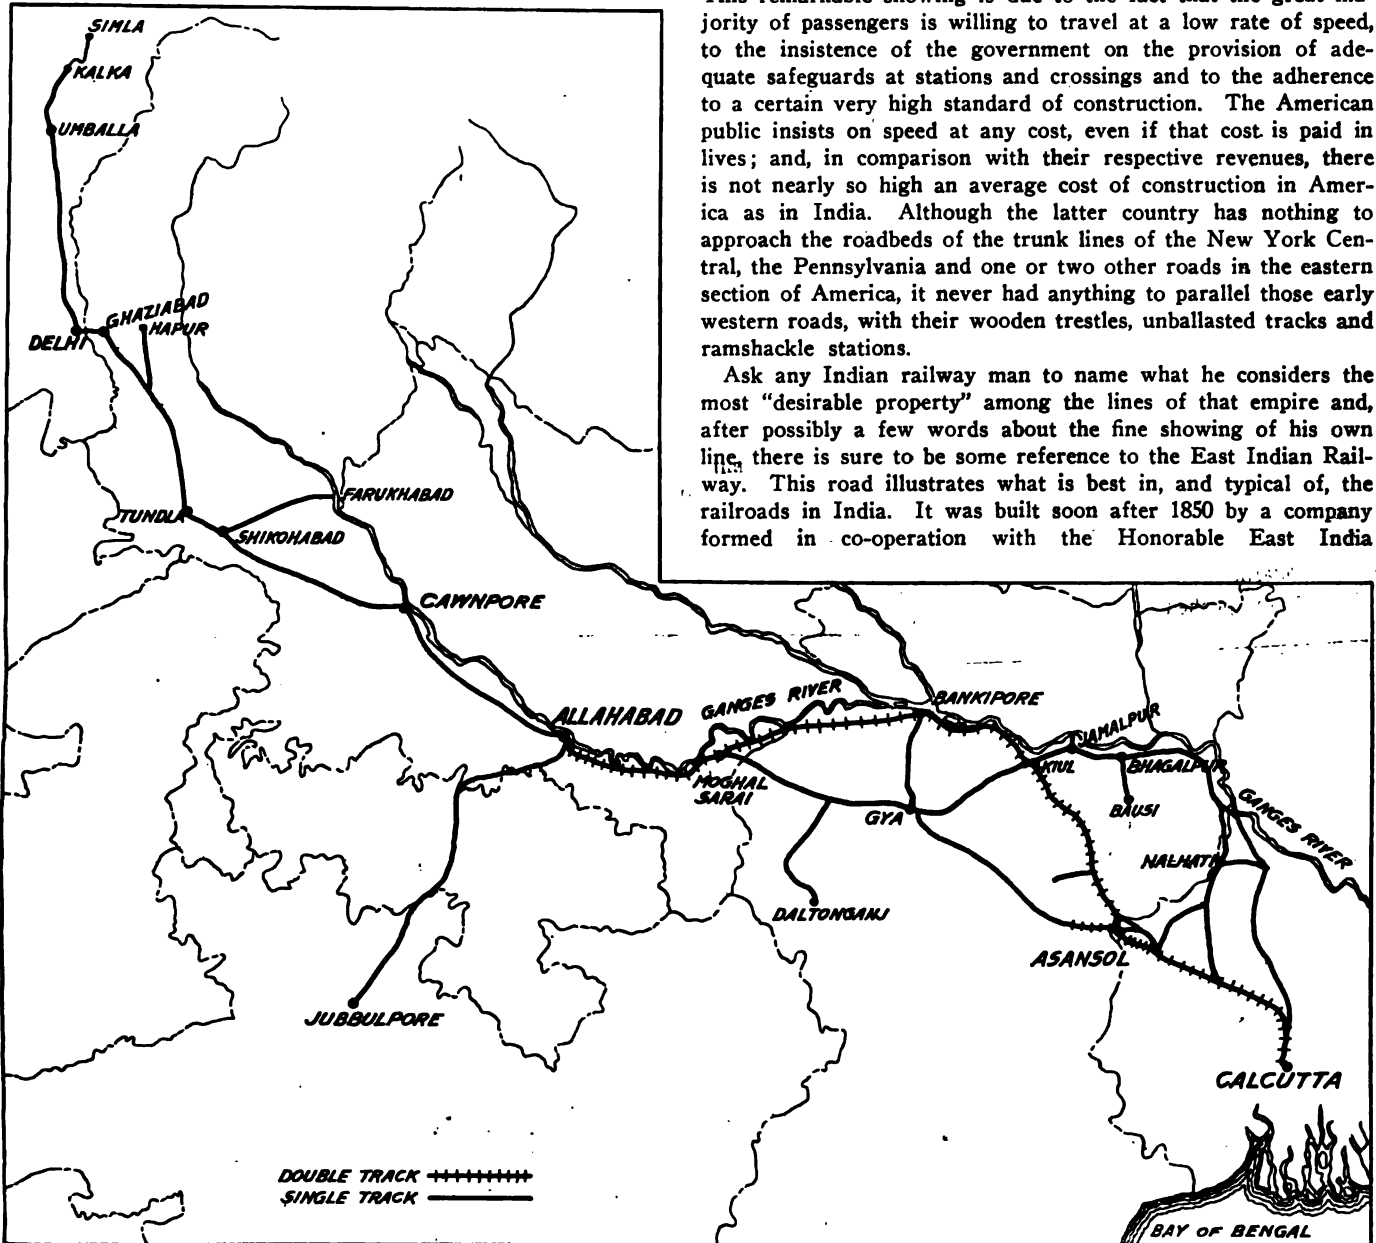 This remarkable showing is due to the fact that the great ma-
jority of passengers is willing to travel at a low rate of speed,
to the insistence of the government on the provision of ade-
quate safeguards at stations and crossings and to the adherence
to a certain very high standard of construction. The American
public insists on speed at any cost, even if that cost is paid in
lives; and, in comparison with their respective revenues, there
is not nearly so high an average cost of construction in Amer-
ica as in India. Although the latter country has nothing to
approach the roadbeds of the trunk lines of the New York Cen-
tral, the Pennsylvania and one or two other roads in the eastern
section of America, it never had anything to parallel those early
western roads, with their wooden trestles, unballasted tracks and
ramshackle stations.
Ask any Indian railway man to name what he considers the
most "desirable property" among the lines of that empire and,
after possibly a few words about the fine showing of his own
line, there is sure to be some reference to the East Indian Rail-
way. This road illustrates what is best in, and typical of, the
railroads in India. It was built soon after 1850 by a company
formed in co-operation with the Honorable East India
SIMLA
KALKA
UMBALLA
GHAZIABAD
HAPUR
DELHI
FARUKHABAD
TUNDLA
SHIKOHABAD
CAWNPORE
ALLAHABAD
GANGES RIVER
BANKIPORE
JAMALPUR
KIUL
BHAGALPUR
MOGHAL
SARAI
BAUSI
GYA
GANGES RIVER
NALHATI
DALTONGANJ
ASANSOL
JUBBULPORE
CALCUTTA
DOUBLE TRACK
SINGLE TRACK
BAY OF BENGAL